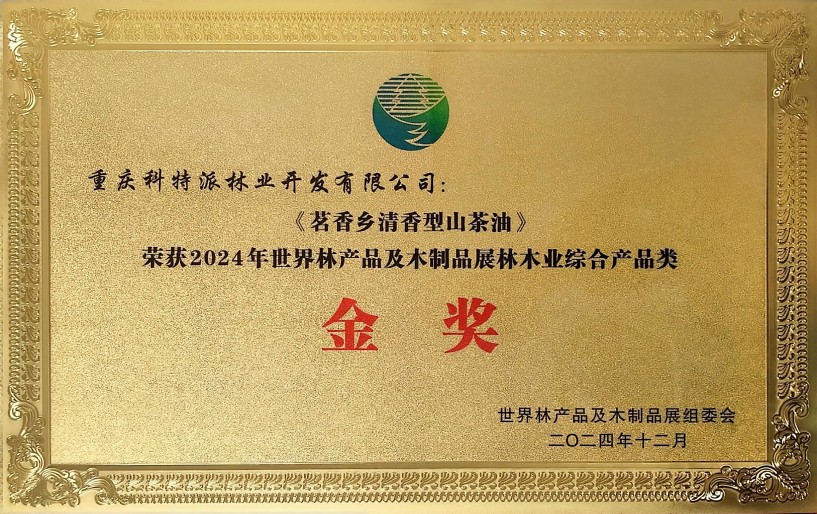 重庆科特派林业开发有限公司：
《茗香乡清香型山茶油》
荣获2024年世界林产品及木制品展林木业综合产品类
金 奖
世界林产品及木制品展组委会
二〇二四年十二月